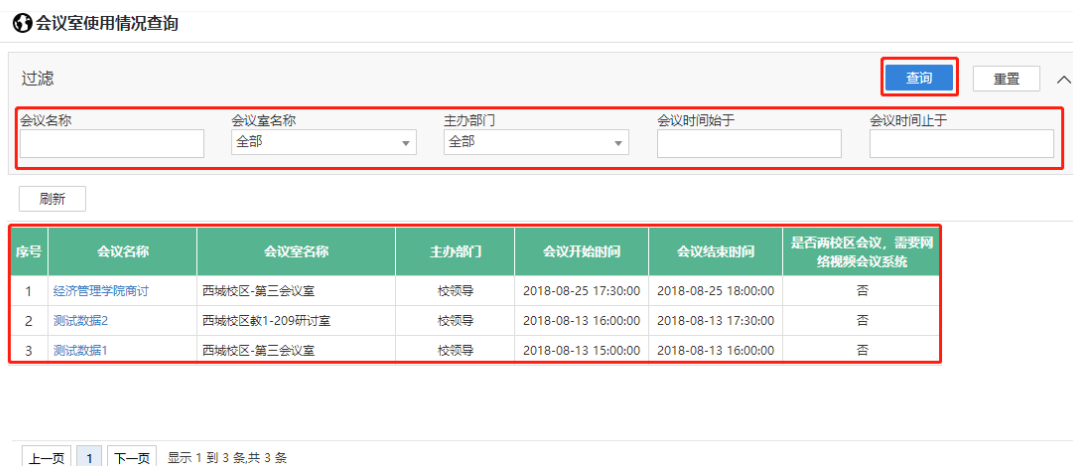 会议室使用情况查询
过滤 查询 重置
会议名称 会议室名称 主办部门 会议时间始于 会议时间止于
全部 全部
刷新
序号 会议名称 会议室名称 主办部门 会议开始时间 会议结束时间 是否两校区会议，需要网
络视频会议系统
1 经济管理学院商讨 西城校区-第三会议室 校领导 2018-08-25 17:30:00 2018-08-25 18:00:00 否
2 测试数据2 西城校区教1-209研讨室 校领导 2018-08-13 16:00:00 2018-08-13 17:30:00 否
3 测试数据1 西城校区-第三会议室 校领导 2018-08-13 15:00:00 2018-08-13 16:00:00 否
上一页 1 下一页 显示 1 到 3 条,共 3 条